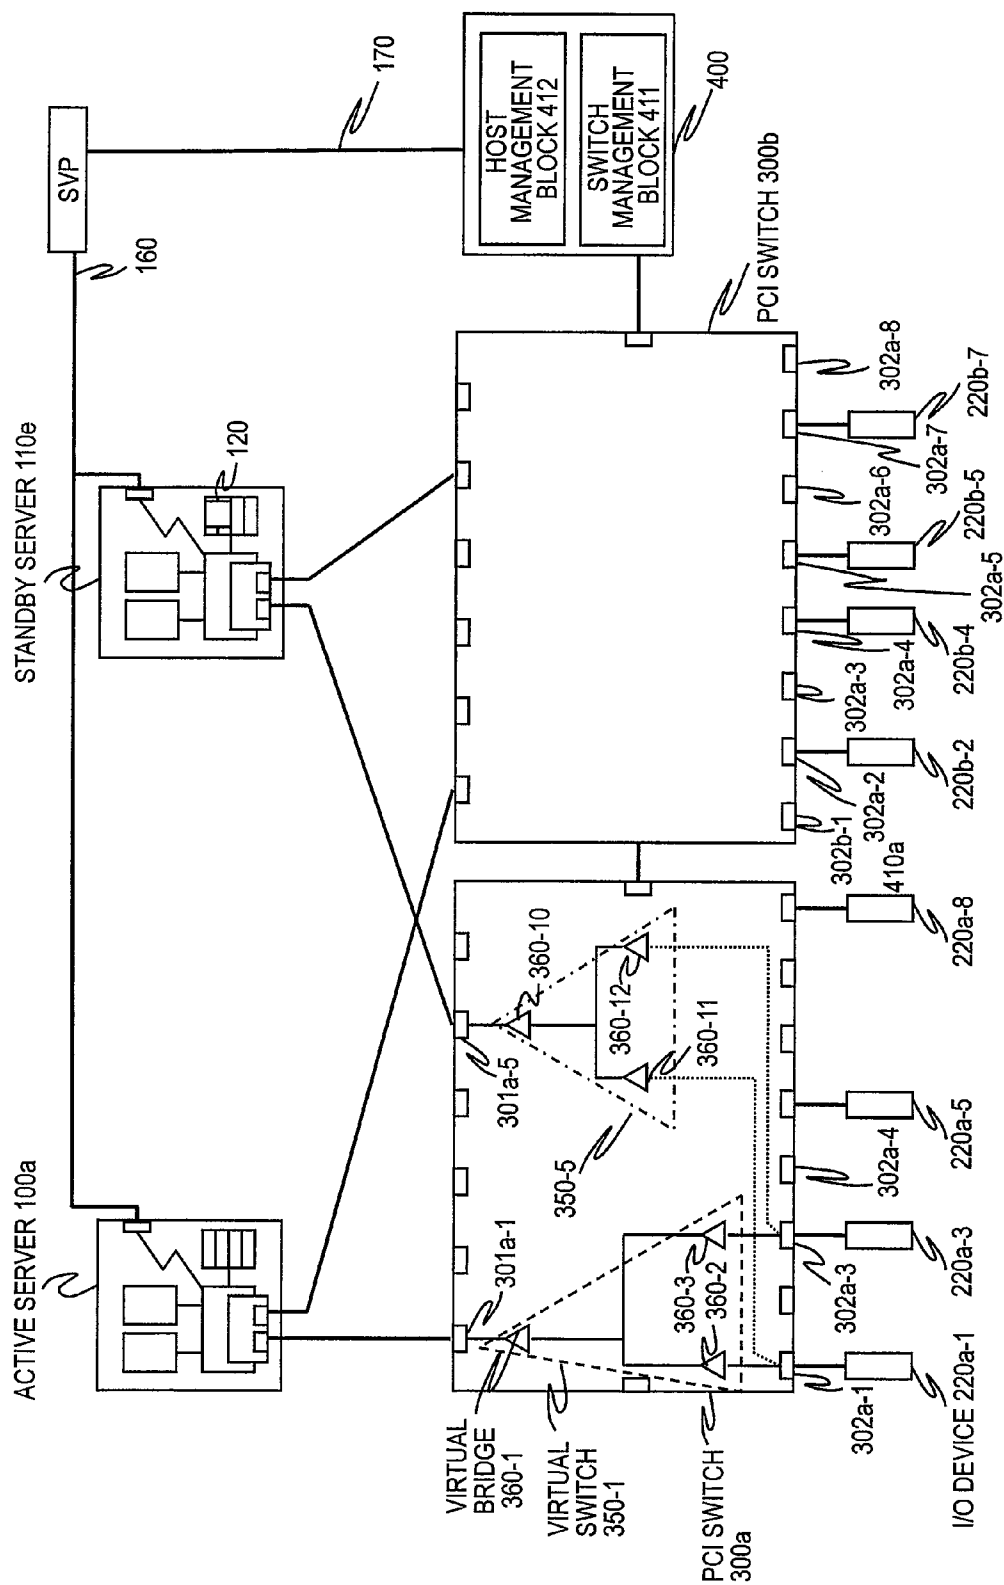 ACTIVE SERVER 100a
STANDBY SERVER 110e
SVP
160
170
120
HOST
MANAGEMENT
BLOCK 412
SWITCH
MANAGEMENT
BLOCK 411
400
VIRTUAL
BRIDGE
360-1
VIRTUAL
SWITCH
350-1
PCI SWITCH
300a
301a-1
301a-5
360-10
360-12
360-11
350-5
360-3
360-2
PCI SWITCH 300b
302a-1
302a-3
302a-4
I/O DEVICE 220a-1
220a-3
220a-5
220a-8
410a
302b-1
302a-2
302a-3
302a-4
302a-5
302a-6
302a-7
302a-8
220b-2
220b-4
220b-5
220b-7